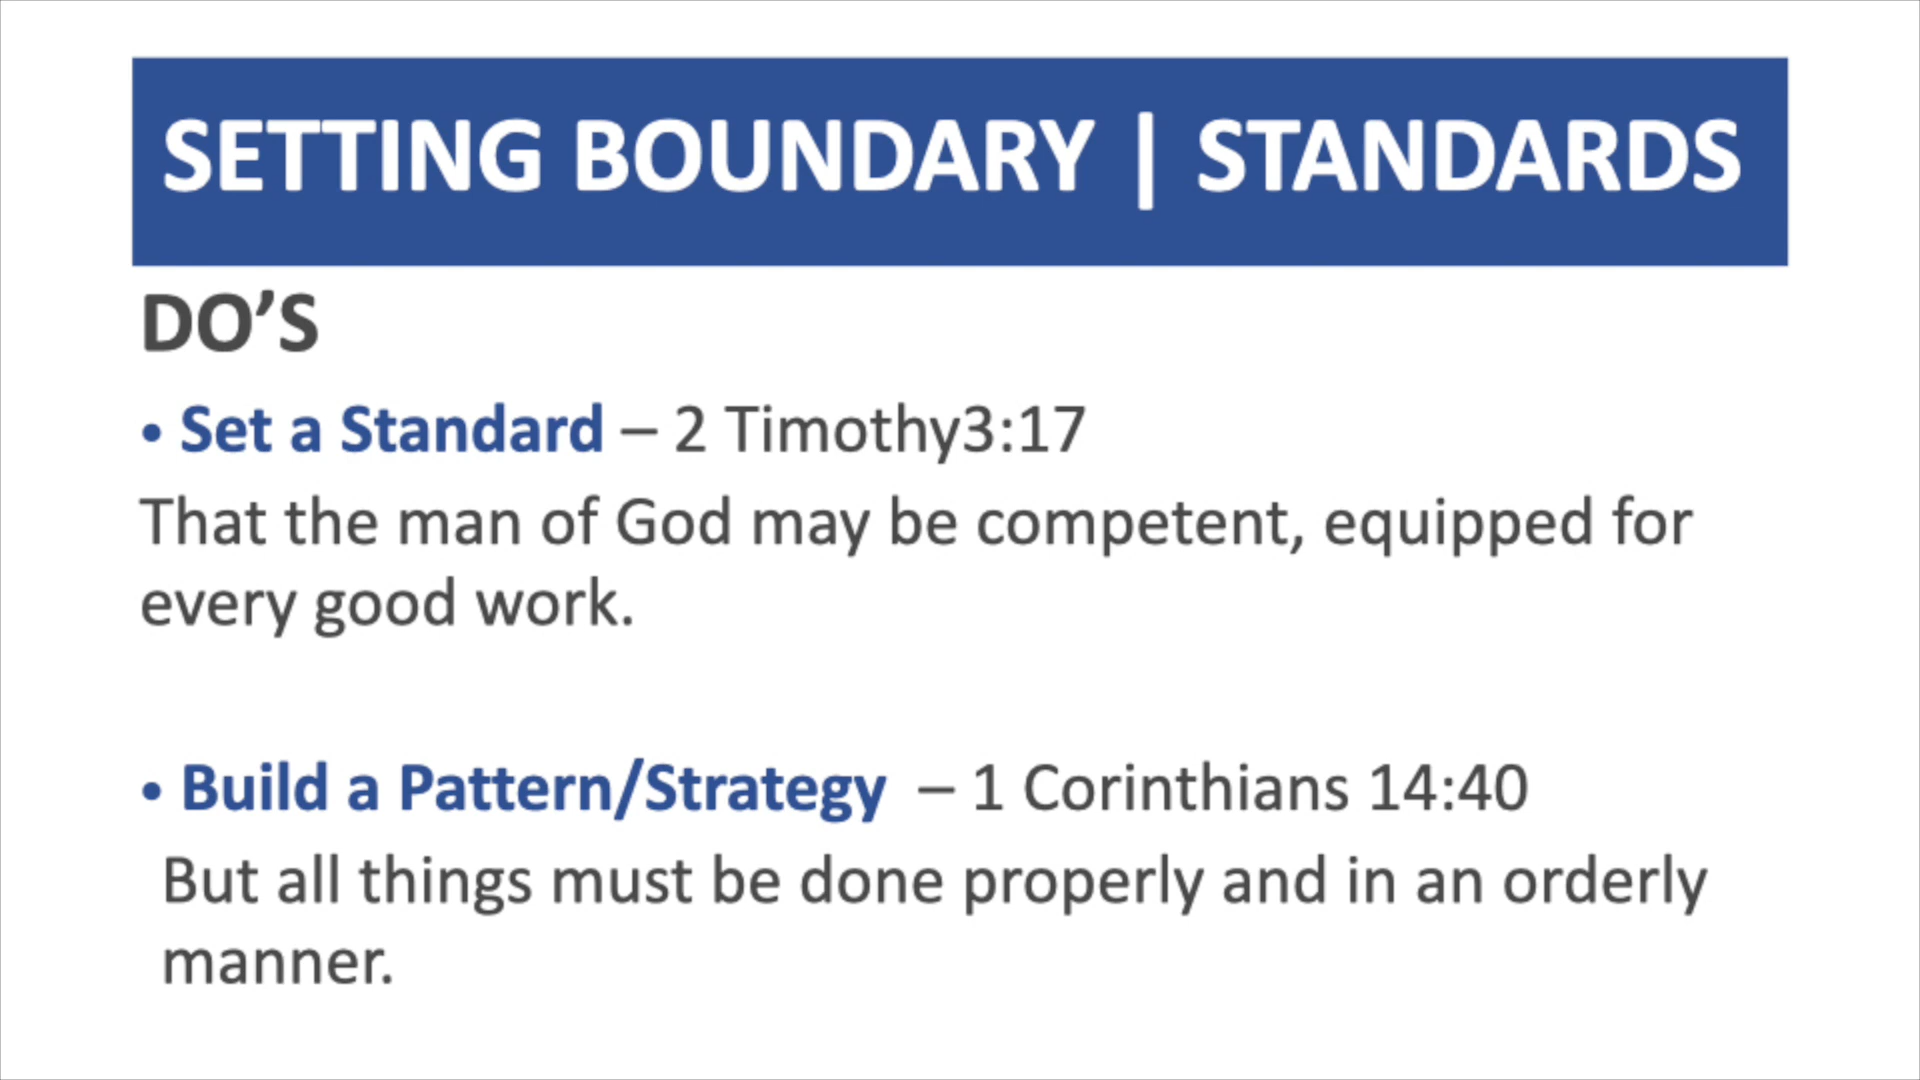 SETTING BOUNDARY | STANDARDS
DO’S
• Set a Standard – 2 Timothy3:17
That the man of God may be competent, equipped for
every good work.
• Build a Pattern/Strategy – 1 Corinthians 14:40
But all things must be done properly and in an orderly
manner.